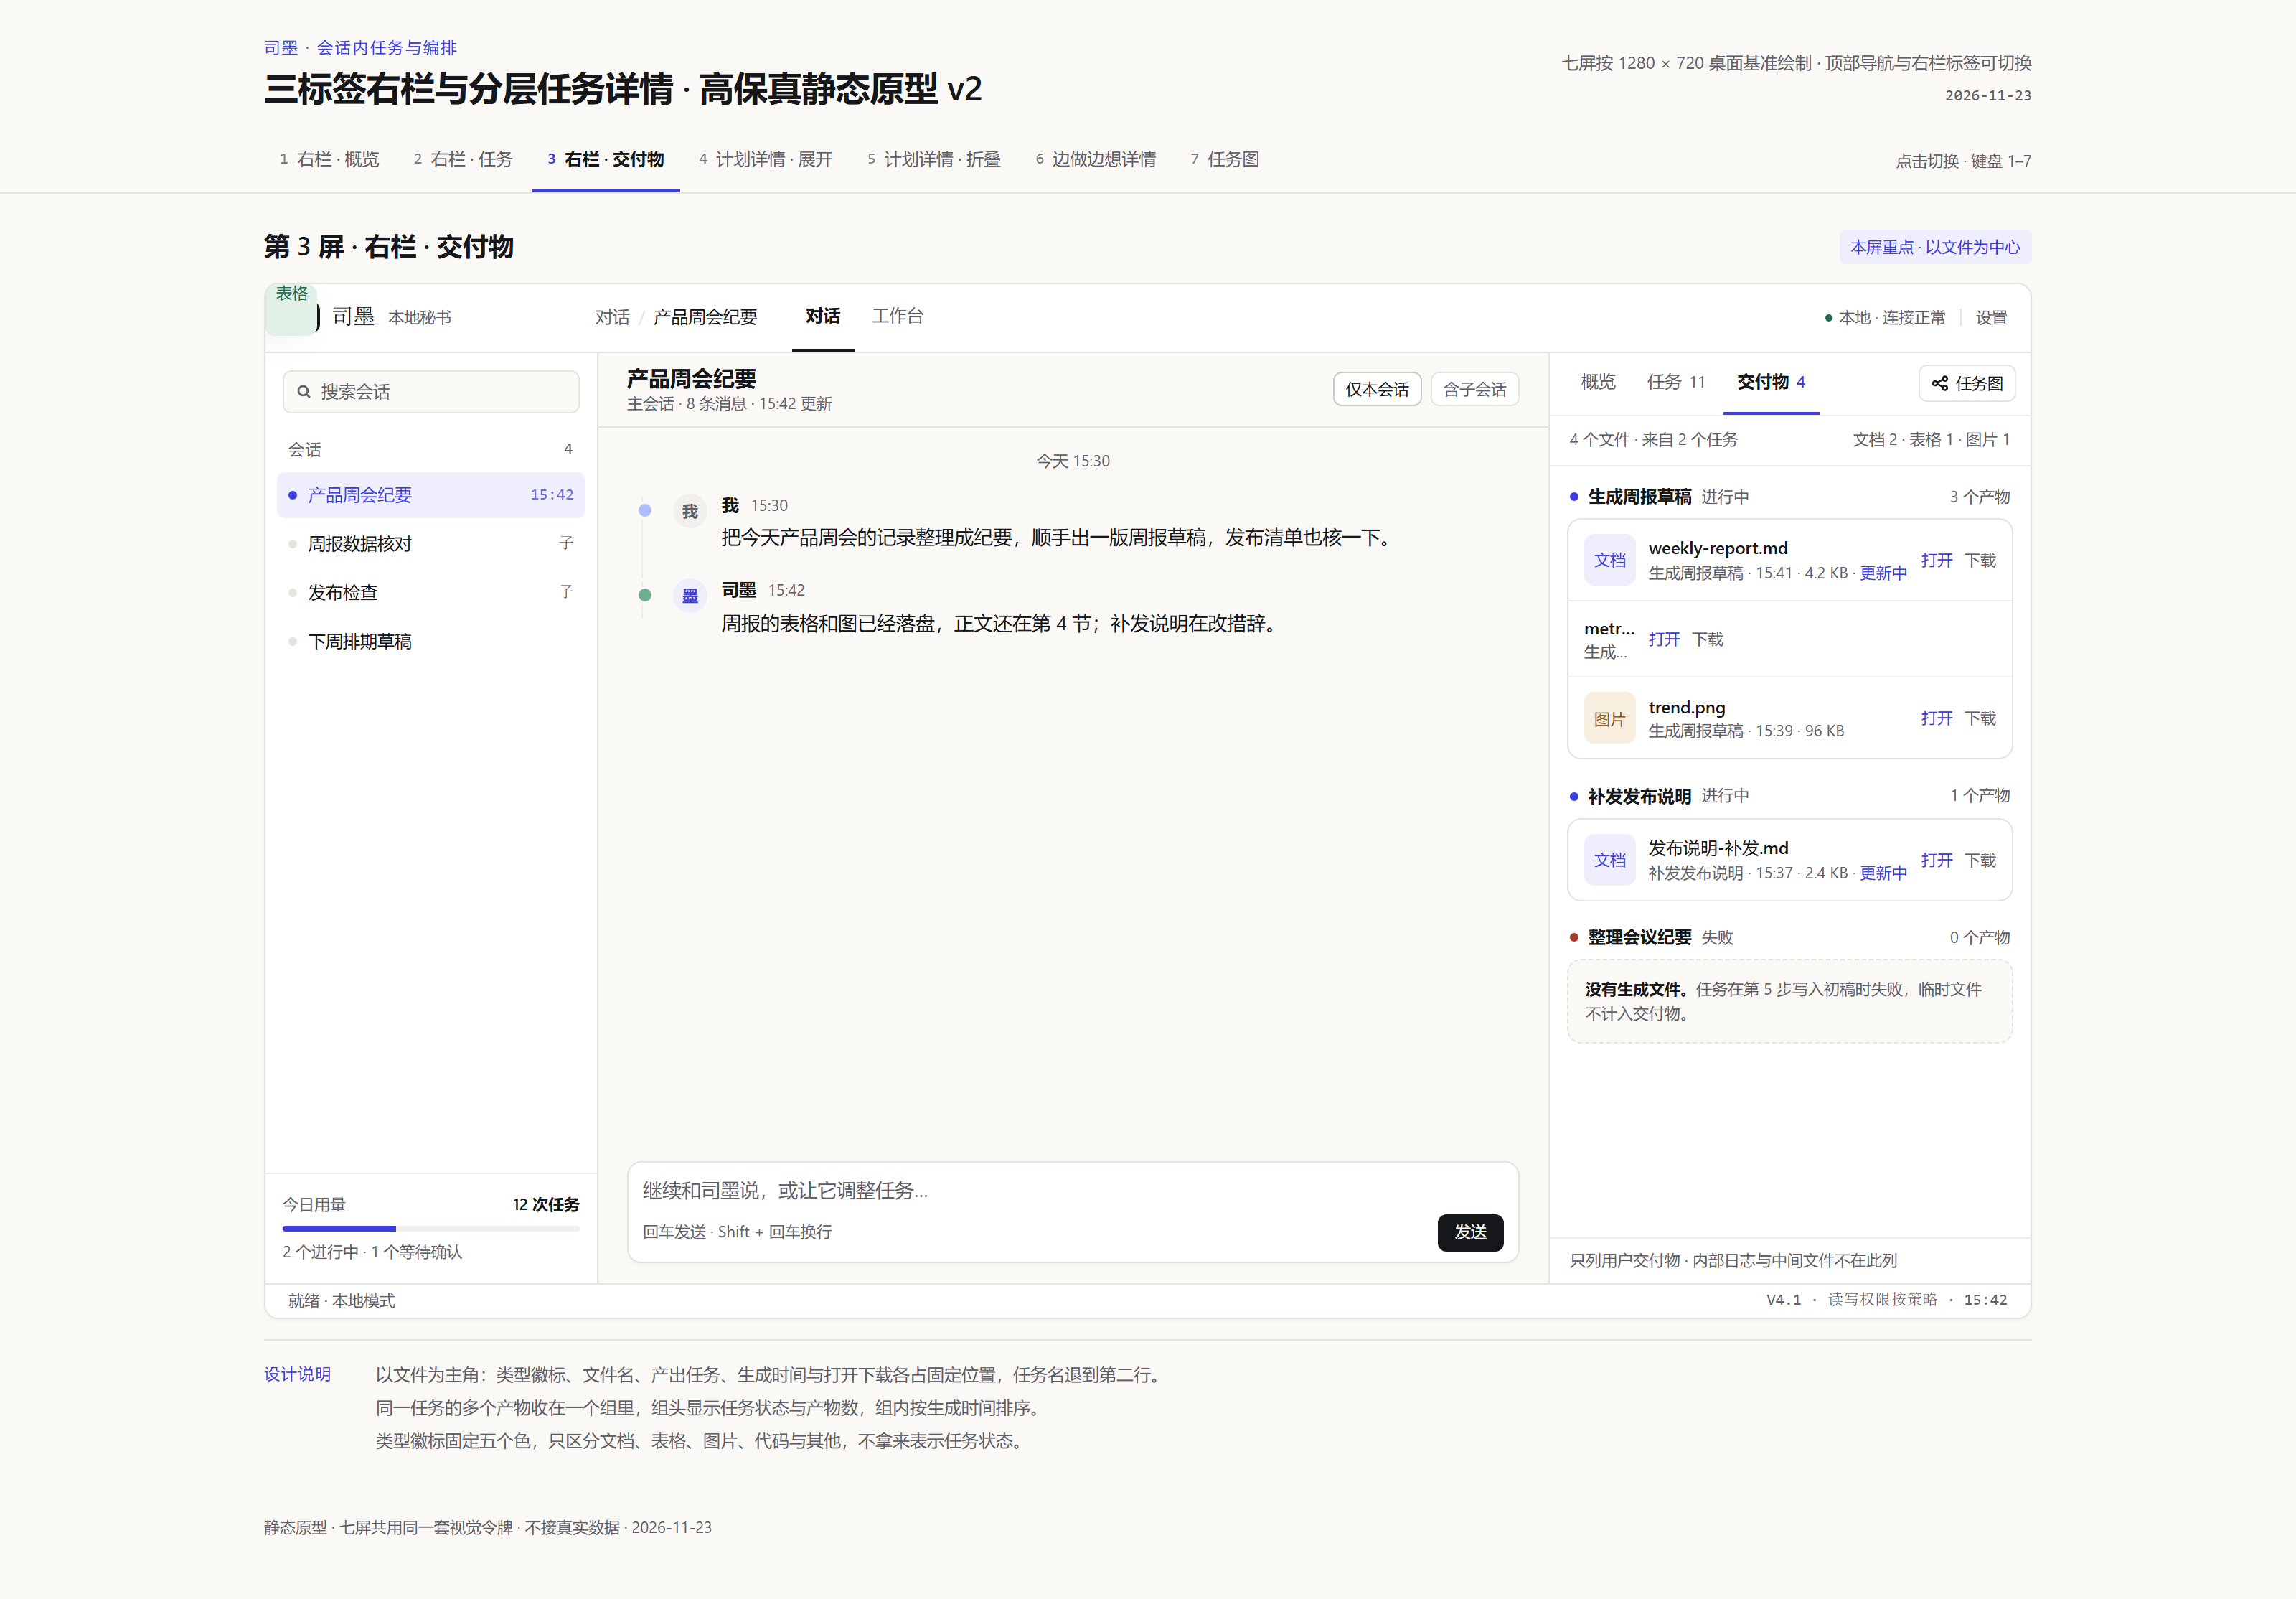 司墨 · 会话内任务与编排
三标签右栏与分层任务详情 · 高保真静态原型 v2
七屏按 1280 × 720 桌面基准绘制 · 顶部导航与右栏标签可切换
2026-11-23
1 右栏 · 概览
2 右栏 · 任务
3 右栏 · 交付物
4 计划详情 · 展开
5 计划详情 · 折叠
6 边做边想详情
7 任务图
点击切换 · 键盘 1–7
第 3 屏 · 右栏 · 交付物
本屏重点 · 以文件为中心
表格
司墨 本地秘书
对话 / 产品周会纪要
对话
工作台
本地 · 连接正常
设置
搜索会话
会话 4
产品周会纪要 15:42
周报数据核对 子
发布检查 子
下周排期草稿
今日用量 12 次任务
2 个进行中 · 1 个等待确认
产品周会纪要
主会话 · 8 条消息 · 15:42 更新
仅本会话
含子会话
今天 15:30
我
我 15:30
把今天产品周会的记录整理成纪要，顺手出一版周报草稿，发布清单也核一下。
墨
司墨 15:42
周报的表格和图已经落盘，正文还在第 4 节；补发说明在改措辞。
继续和司墨说，或让它调整任务…
回车发送 · Shift + 回车换行
发送
概览
任务 11
交付物 4
任务图
4 个文件 · 来自 2 个任务
文档 2 · 表格 1 · 图片 1
生成周报草稿 进行中 3 个产物
文档
weekly-report.md
生成周报草稿 · 15:41 · 4.2 KB · 更新中
打开 下载
metr...
生成...
打开 下载
图片
trend.png
生成周报草稿 · 15:39 · 96 KB
打开 下载
补发发布说明 进行中 1 个产物
文档
发布说明-补发.md
补发发布说明 · 15:37 · 2.4 KB · 更新中
打开 下载
整理会议纪要 失败 0 个产物
没有生成文件。任务在第 5 步写入初稿时失败，临时文件
不计入交付物。
只列用户交付物 · 内部日志与中间文件不在此列
就绪 · 本地模式
V4.1 · 读写权限按策略 · 15:42
设计说明
以文件为主角：类型徽标、文件名、产出任务、生成时间与打开下载各占固定位置，任务名退到第二行。
同一任务的多个产物收在一个组里，组头显示任务状态与产物数，组内按生成时间排序。
类型徽标固定五个色，只区分文档、表格、图片、代码与其他，不拿来表示任务状态。
静态原型 · 七屏共用同一套视觉令牌 · 不接真实数据 · 2026-11-23